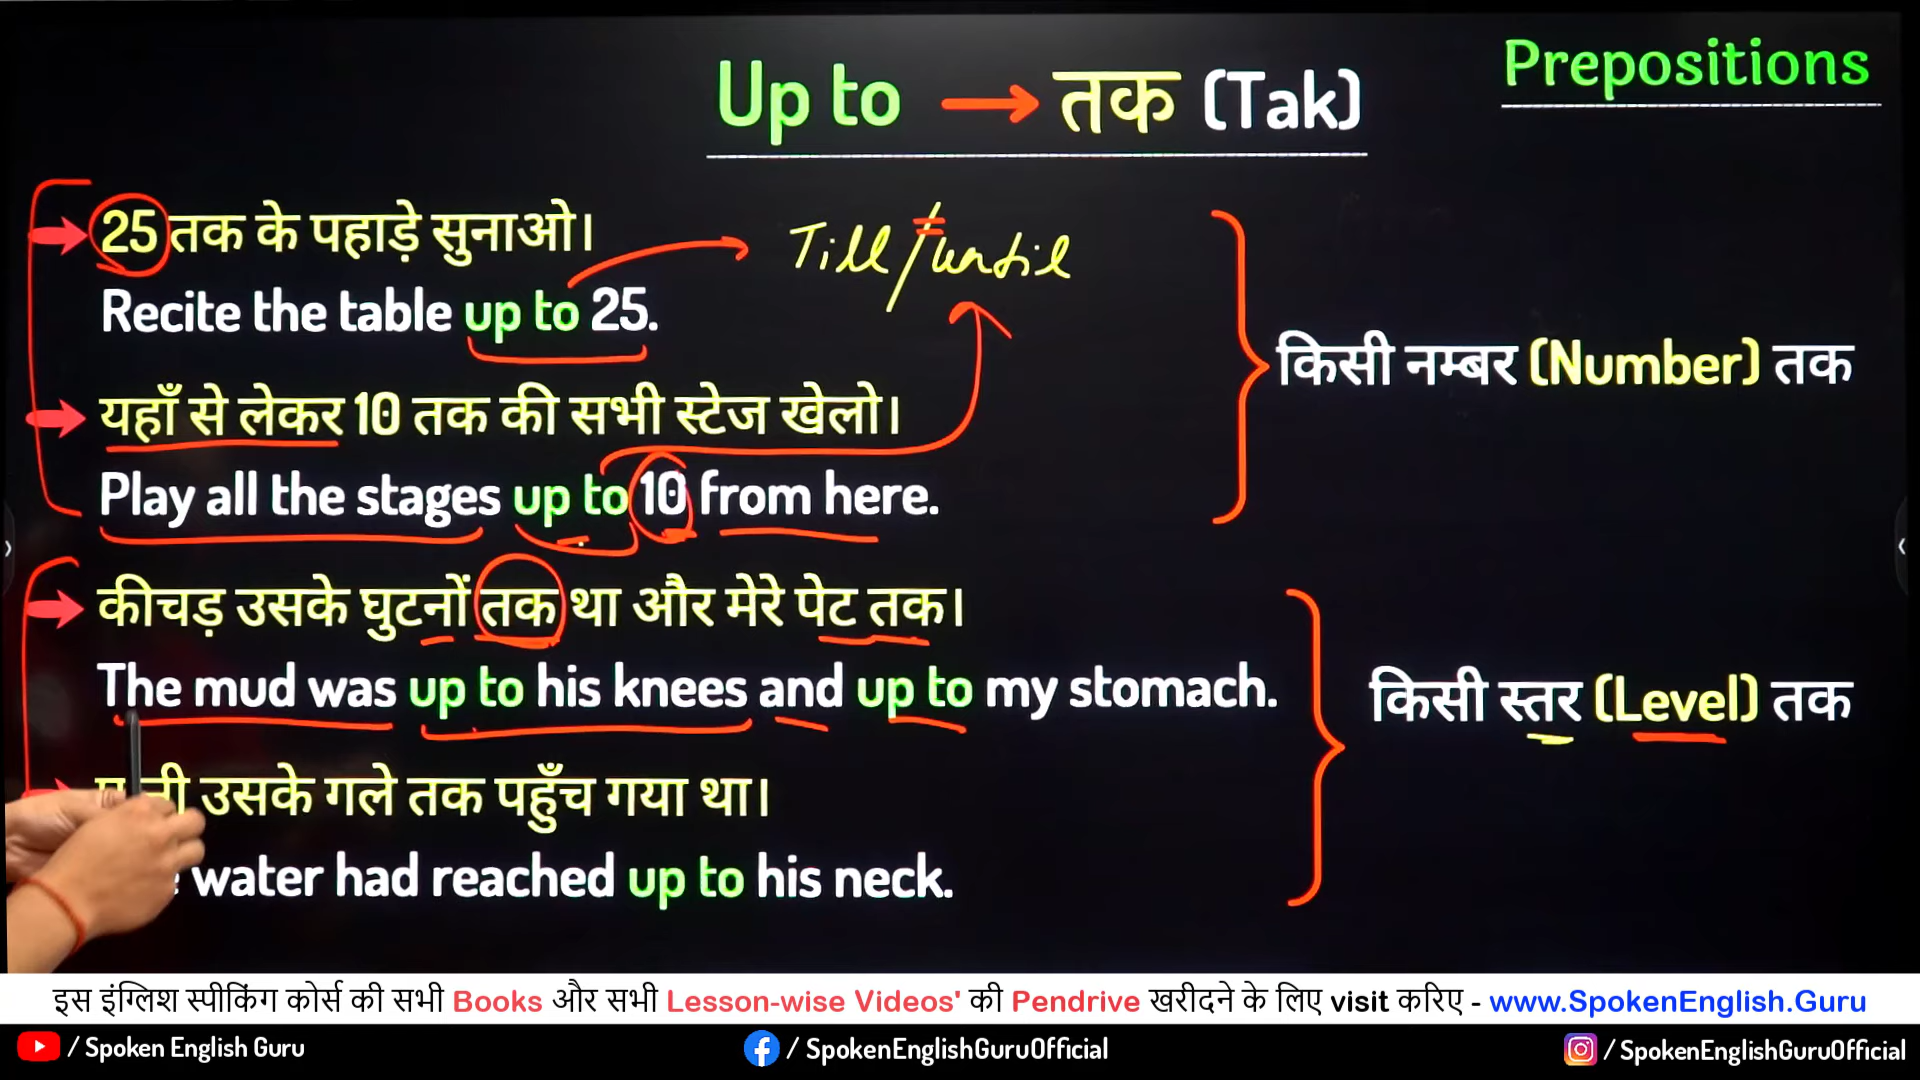 Prepositions
Up to → तक (Tak)
25 तक के पहाड़े सुनाओ।
Till / until
Recite the table up to 25.
यहाँ से लेकर 10 तक की सभी स्टेज खेलो।
Play all the stages up to 10 from here.
किसी नम्बर (Number) तक
कीचड़ उसके घुटनों तक था और मेरे पेट तक।
The mud was up to his knees and up to my stomach.
किसी स्तर (Level) तक
उसके गले तक पहुँच गया था।
water had reached up to his neck.
इस इंग्लिश स्पीकिंग कोर्स की सभी Books और सभी Lesson-wise Videos' की Pendrive खरीदने के लिए visit करिए - www.SpokenEnglish.Guru
/ Spoken English Guru
/ SpokenEnglishGuruOfficial
/ SpokenEnglishGuruOfficial